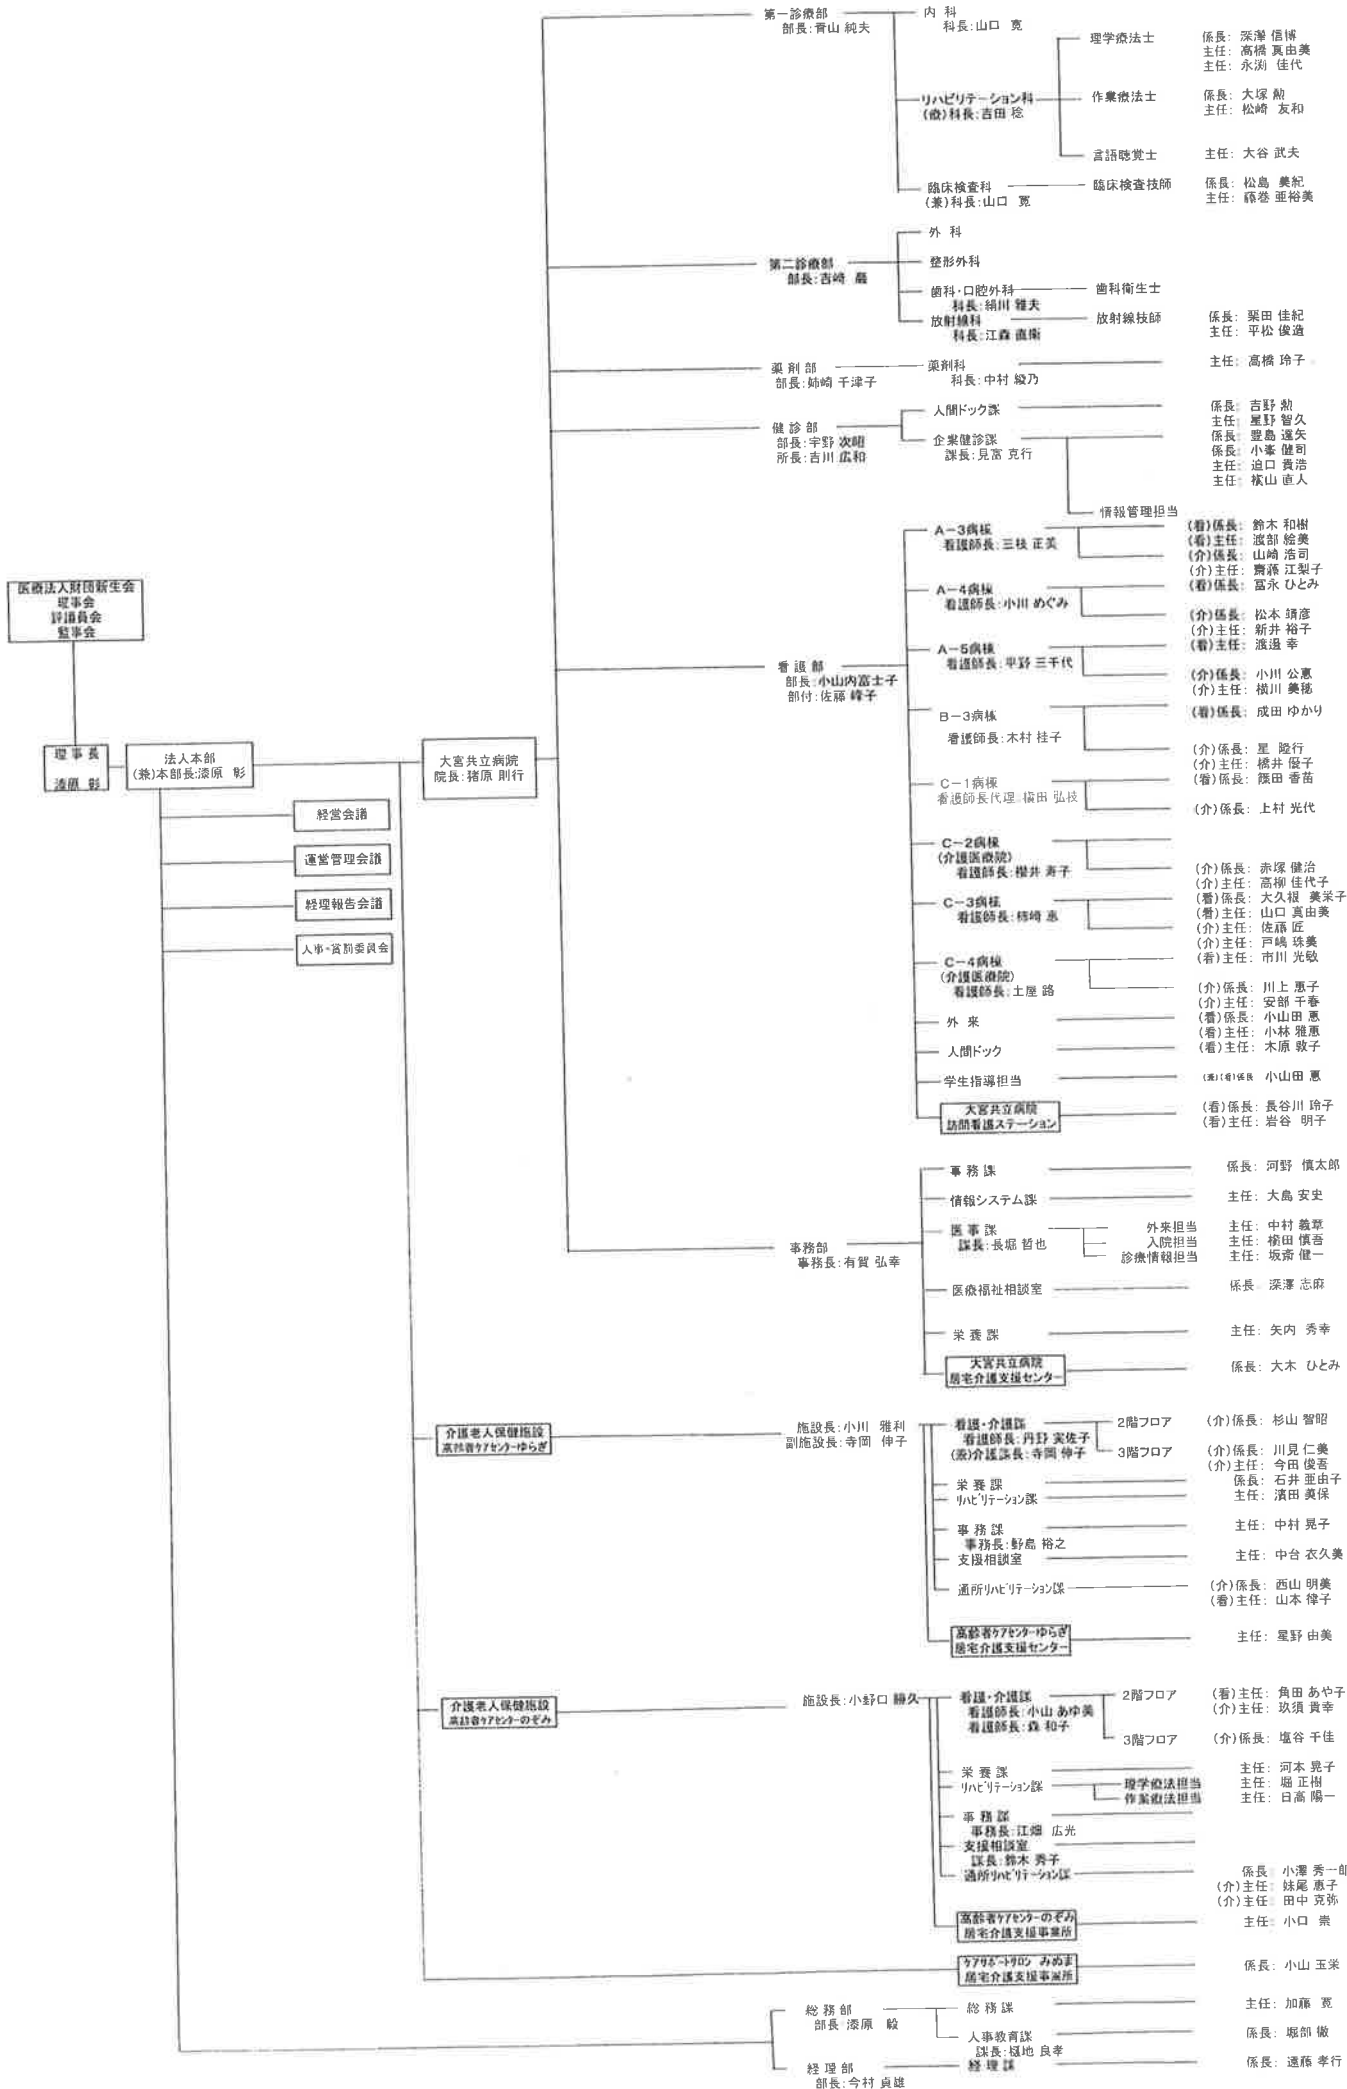 第一診療部
部長:青山 純夫
内 科
科長:山口 寛
理学療法士
係長: 深澤 信博
主任: 高橋 真由美
主任: 永渕 佳代
リハビリテーション科
科長:吉田 稔
作業療法士
係長: 大塚 勲
主任: 松崎 友和
言語聴覚士
主任: 大谷 武夫
臨床検査科
(兼)科長:山口 寛
臨床検査技師
係長: 松島 美紀
主任: 藤巻 亜裕美
第二診療部
部長:吉崎 巌
外 科
整形外科
歯科・口腔外科
科長:絹川 雅夫
歯科衛生士
放射線科
科長:江森 直衛
放射線技師
係長: 栗田 佳紀
主任: 平松 俊造
薬 剤 部
部長:姉崎 千津子
薬剤科
科長:中村 綾乃
主任: 高橋 玲子
健 診 部
部長:宇野 次昭
所長:吉川 広和
人間ドック課
係長: 吉野 勲
主任: 星野 智久
企業健診課
課長:見富 克行
係長: 豊島 達矢
係長: 小峯 健司
主任: 迫口 貴浩
主任: 横山 直人
情報管理担当
医療法人財団新生会
理事会
評議員会
監事会
理 事 長
漆原 彰
法人本部
(兼)本部長:漆原 彰
経営会議
運営管理会議
経理報告会議
人事・賞罰委員会
大宮共立病院
院長:猪原 則行
看 護 部
部長:小山内富士子
部付:佐藤 峰子
A-3病棟
看護師長:三枝 正美
(看)係長: 鈴木 和樹
(看)主任: 渡部 絵美
(介)係長: 山崎 浩司
(介)主任: 齋藤 江梨子
A-4病棟
看護師長:小川 めぐみ
(看)係長: 冨永 ひとみ
(介)係長: 松本 靖彦
(介)主任: 新井 裕子
A-5病棟
看護師長:平野 三千代
(看)主任: 渡邉 幸
(介)係長: 小川 公恵
(介)主任: 横川 美穂
B-3病棟
看護師長:木村 桂子
(看)係長: 成田 ゆかり
(介)係長: 星 隆行
(介)主任: 橋井 優子
C-1病棟
看護師長代理:横田 弘枝
(看)係長: 篠田 香苗
(介)係長: 上村 光代
C-2病棟
(介護医療院)
看護師長:櫻井 寿子
(介)係長: 赤塚 健治
(介)主任: 高柳 佳代子
C-3病棟
看護師長:柿崎 恵
(看)係長: 大久根 美栄子
(看)主任: 山口 真由美
(介)主任: 佐藤 匠
(介)主任: 戸嶋 珠美
C-4病棟
(介護医療院)
看護師長:土屋 路
(看)主任: 市川 光敏
(介)係長: 川上 恵子
(介)主任: 安部 千春
外 来
(看)係長: 小山田 恵
(看)主任: 小林 雅恵
人間ドック
(看)主任: 木原 敦子
学生指導担当
(兼)(看)係長 小山田 恵
大宮共立病院
訪問看護ステーション
(看)係長: 長谷川 玲子
(看)主任: 岩谷 明子
事務部
事務長:有賀 弘幸
事 務 課
係長: 河野 慎太郎
情報システム課
主任: 大島 安史
医 事 課
課長:長堀 哲也
外来担当 主任: 中村 義章
入院担当 主任: 横田 慎吾
診療情報担当 主任: 坂斎 健一
医療福祉相談室
係長: 深澤 志麻
栄 養 課
主任: 矢内 秀幸
大宮共立病院
居宅介護支援センター
係長: 大木 ひとみ
介護老人保健施設
高齢者ケアセンターゆらぎ
施設長:小川 雅利
副施設長:寺岡 伸子
看護・介護課
看護師長:丹野 実佐子
(兼)介護課長:寺岡 伸子
2階フロア
(介)係長: 杉山 智昭
3階フロア
(介)係長: 川見 仁美
(介)主任: 今田 俊吾
栄 養 課
係長: 石井 亜由子
リハビリテーション課
主任: 濱田 美保
事 務 課
事務長:野島 裕之
主任: 中村 晃子
支援相談室
主任: 中台 衣久美
通所リハビリテーション課
(介)係長: 西山 明美
(看)主任: 山本 律子
高齢者ケアセンターゆらぎ
居宅介護支援センター
主任: 星野 由美
介護老人保健施設
高齢者ケアセンターのぞみ
施設長:小野口 勝久
看護・介護課
看護師長:小山 あゆ美
看護師長:森 和子
2階フロア
(看)主任: 角田 あや子
(介)主任: 玖須 貴幸
3階フロア
(介)係長: 塩谷 千佳
栄 養 課
主任: 河本 晃子
リハビリテーション課
理学療法担当
主任: 堀 正樹
作業療法担当
主任: 日高 陽一
事 務 課
事務長:江畑 広光
支援相談室
課長:鈴木 秀子
通所リハビリテーション課
係長: 小澤 秀一郎
(介)主任: 妹尾 恵子
(介)主任: 田中 克弥
高齢者ケアセンターのぞみ
居宅介護支援事業所
主任: 小口 崇
ケアサポートサロン みぬま
居宅介護支援事業所
係長: 小山 玉栄
総 務 部
部長:漆原 毅
総 務 課
主任: 加藤 寛
人事教育課
課長:樋地 良孝
係長: 堀部 徹
経 理 部
部長:今村 貞雄
経 理 課
係長: 遠藤 孝行